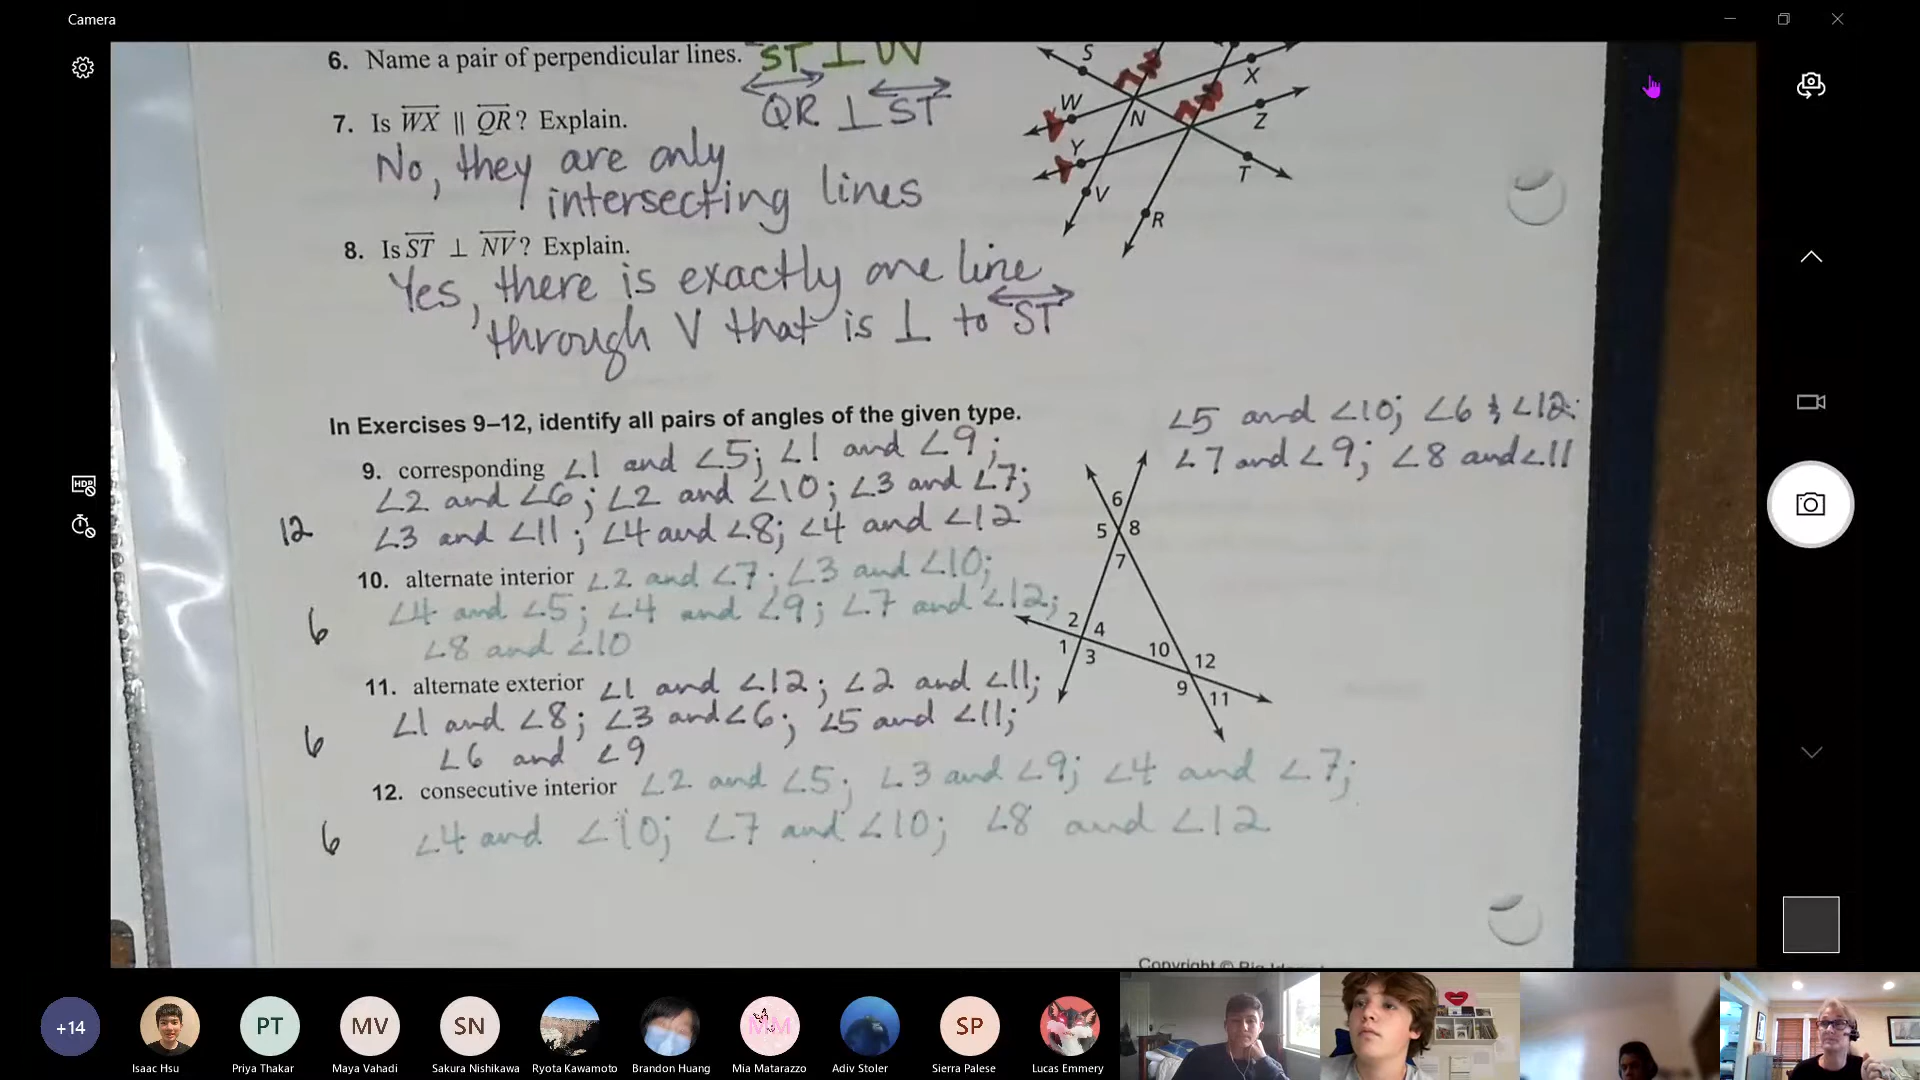 Camera
6. Name a pair of perpendicular lines. ST ⊥ UV
QR ⊥ ST
7. Is WX ∥ QR? Explain.
No, they are only
intersecting lines
8. Is ST ⊥ NV? Explain.
Yes, there is exactly one line
through V that is ⊥ to ST
S
X
W
N
Z
Y
T
V
R
In Exercises 9–12, identify all pairs of angles of the given type.
∠5 and ∠10; ∠6 & ∠12;
∠7 and ∠9; ∠8 and ∠11
9. corresponding ∠1 and ∠5; ∠1 and ∠9;
∠2 and ∠6; ∠2 and ∠10; ∠3 and ∠7;
12 ∠3 and ∠11; ∠4 and ∠8; ∠4 and ∠12
10. alternate interior ∠2 and ∠7; ∠3 and ∠10;
6 ∠4 and ∠5; ∠4 and ∠9; ∠7 and ∠12;
∠8 and ∠10
11. alternate exterior ∠1 and ∠12; ∠2 and ∠11;
6 ∠1 and ∠8; ∠3 and ∠6; ∠5 and ∠11;
∠6 and ∠9
12. consecutive interior ∠2 and ∠5; ∠3 and ∠9; ∠4 and ∠7;
6 ∠4 and ∠10; ∠7 and ∠10; ∠8 and ∠12
6
5 8
7
2 4
1 3
10 12
9 11
Copyright ©
HDR
+14 PT MV SN MM SP
Isaac Hsu Priya Thakar Maya Vahadi Sakura Nishikawa Ryota Kawamoto Brandon Huang Mia Matarazzo Adiv Stoler Sierra Palese Lucas Emmery